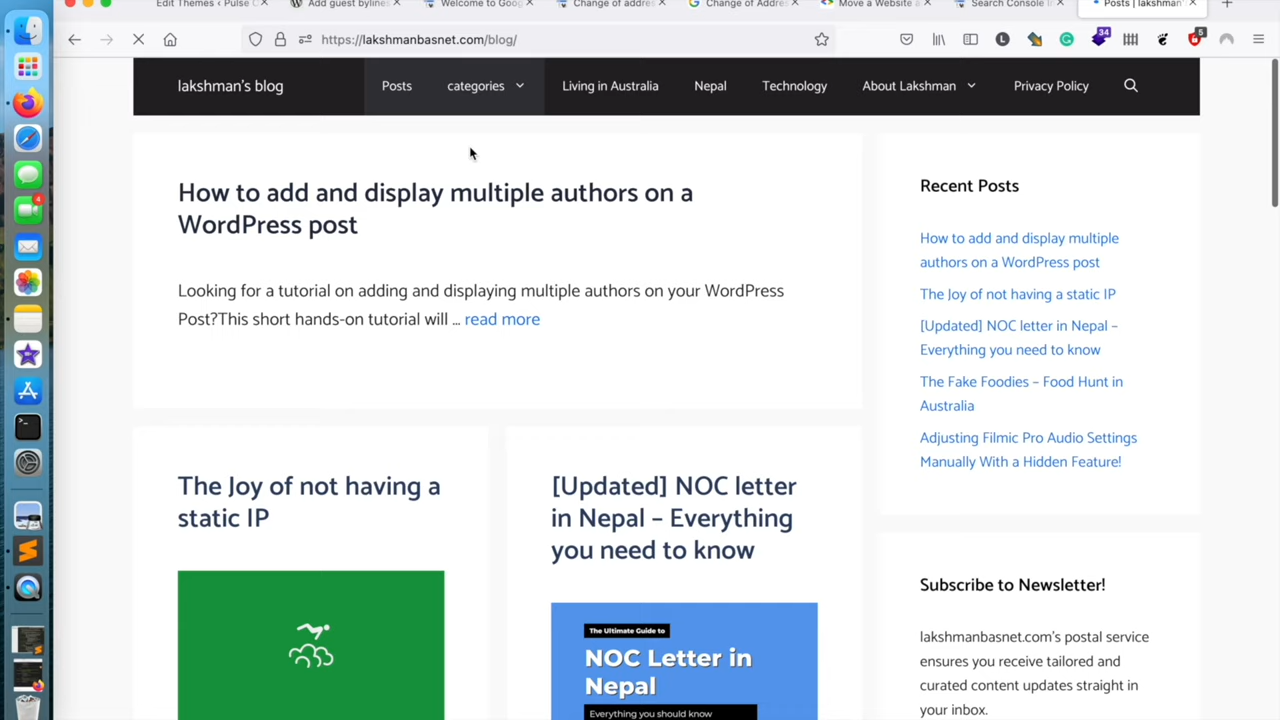 Edit Themes ‹ Pulse C
Add guest bylines
Welcome to Goog
Change of addres
Change of Addres
Move a Website a
Search Console In
Posts | lakshman'
https://lakshmanbasnet.com/blog/
34
5
4
lakshman's blog
Posts
categories
Living in Australia
Nepal
Technology
About Lakshman
Privacy Policy
How to add and display multiple authors on a
WordPress post
Looking for a tutorial on adding and displaying multiple authors on your WordPress
Post?This short hands-on tutorial will ... read more
The Joy of not having a
static IP
[Updated] NOC letter
in Nepal – Everything
you need to know
The Ultimate Guide to
NOC Letter in
Nepal
Everything you should know
Recent Posts
How to add and display multiple
authors on a WordPress post
The Joy of not having a static IP
[Updated] NOC letter in Nepal –
Everything you need to know
The Fake Foodies – Food Hunt in
Australia
Adjusting Filmic Pro Audio Settings
Manually With a Hidden Feature!
Subscribe to Newsletter!
lakshmanbasnet.com's postal service
ensures you receive tailored and
curated content updates straight in
your inbox.